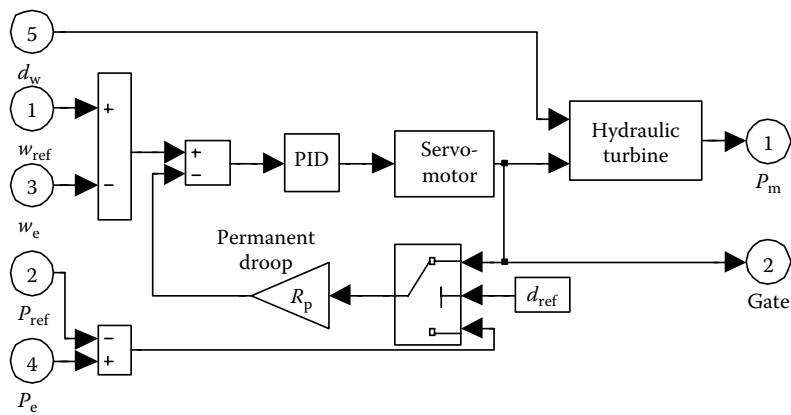 5
d_w
1
+
w_ref
3
−
w_e
+
−
PID
Servo-
motor
Hydraulic
turbine
1
P_m
2
P_ref
Permanent
droop
R_p
d_ref
2
Gate
−
+
4
P_e